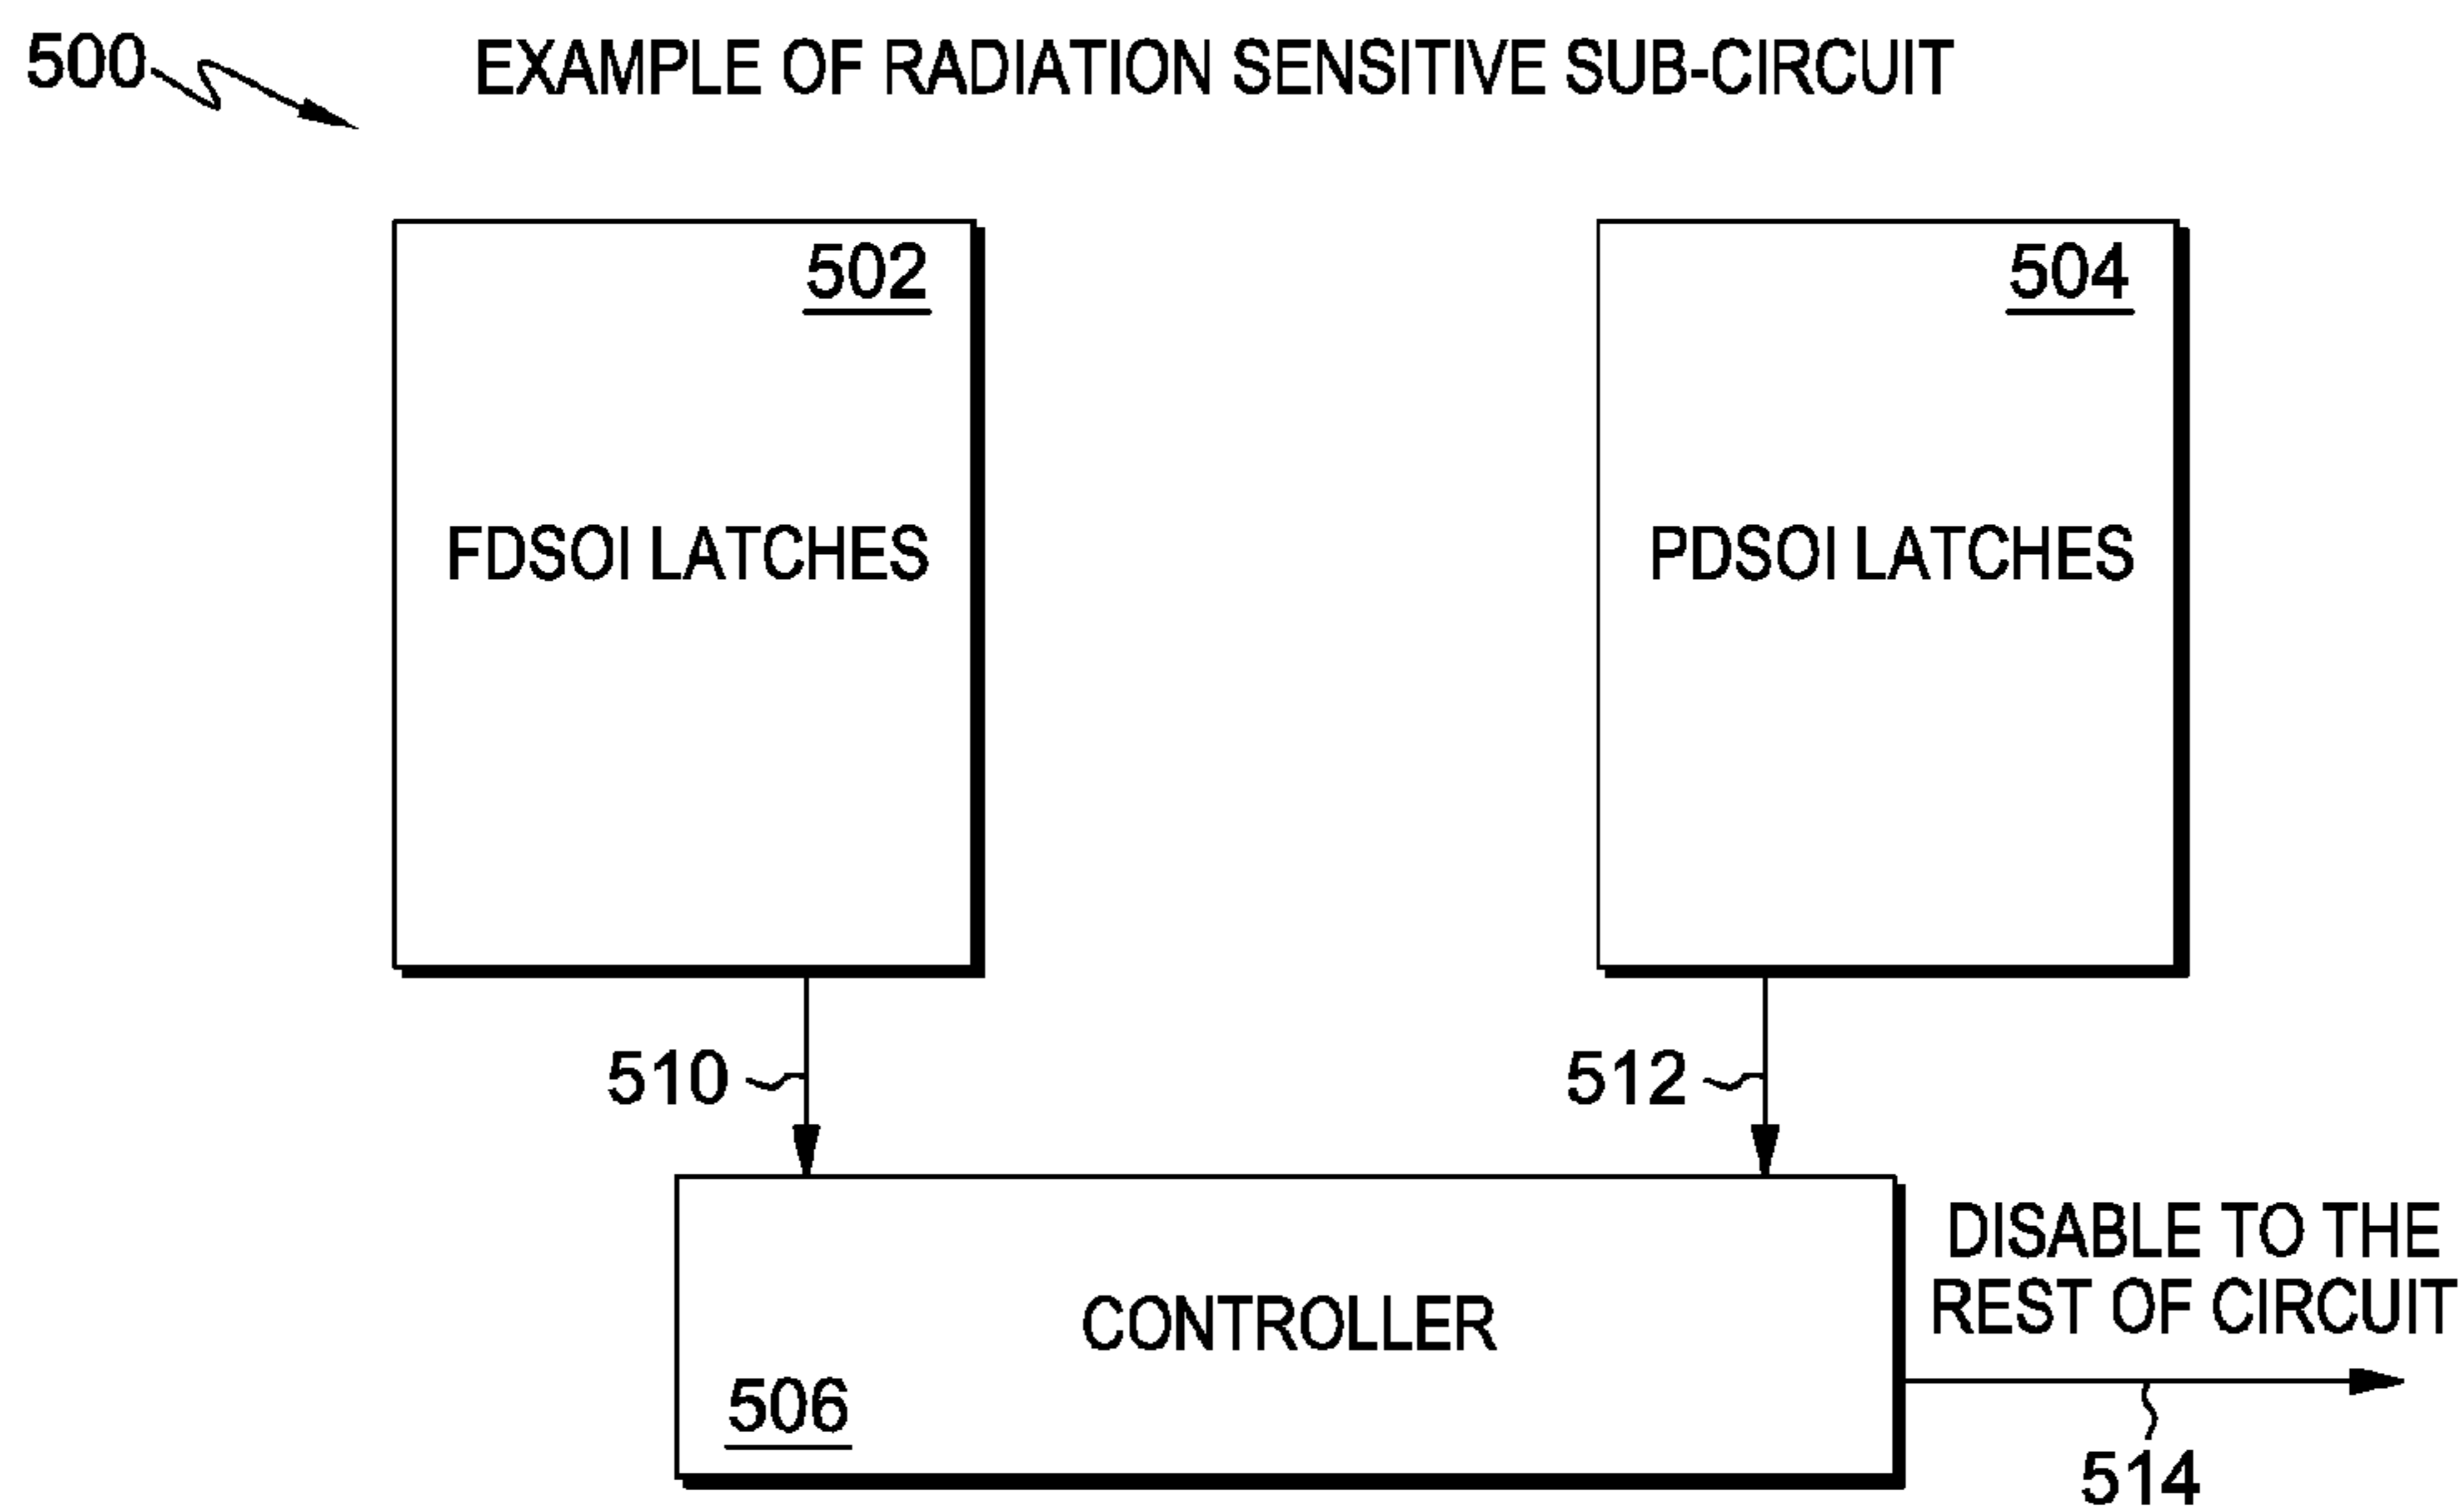 500
EXAMPLE OF RADIATION SENSITIVE SUB-CIRCUIT
502
504
FDSOI LATCHES
PDSOI LATCHES
510
512
DISABLE TO THE
REST OF CIRCUIT
CONTROLLER
506
514